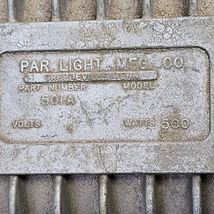 PAR LIGHT MFG. CO.
PART NUMBER MODEL
501A
VOLTS WATTS 500